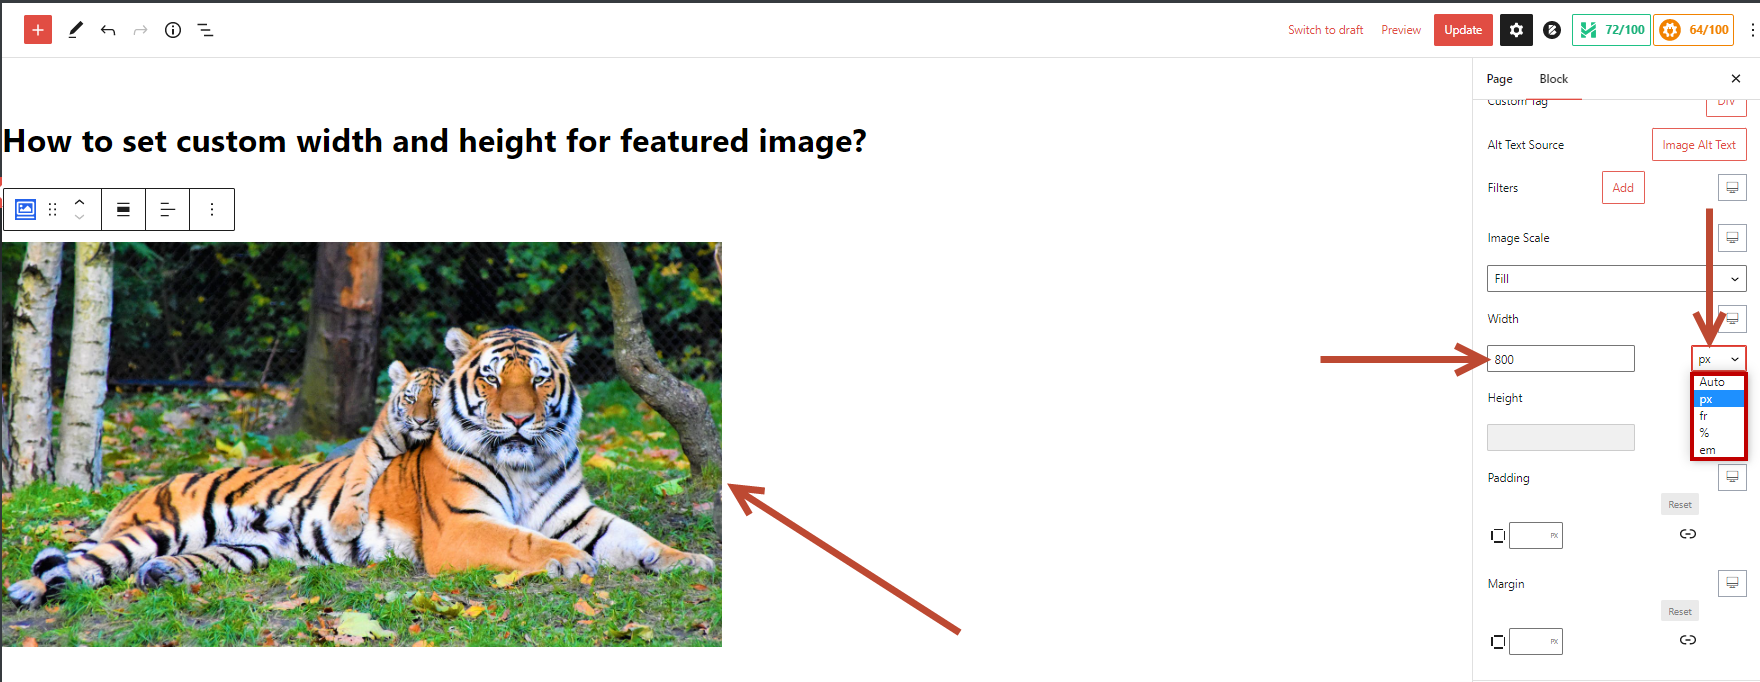 Switch to draft Preview Update 72/100 64/100
Page Block
Custom Tag Div
How to set custom width and height for featured image?
Alt Text Source Image Alt Text
Filters Add
Image Scale
Fill
Width
800 px
Auto
px
fr
%
em
Height
Padding
Reset
PX
Margin
Reset
PX